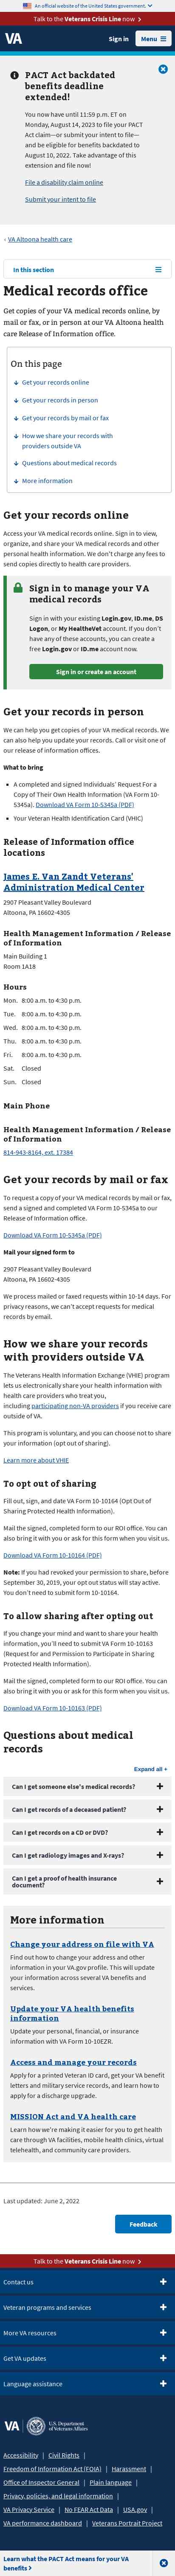 An official website of the United States government.
Talk to the Veterans Crisis Line now
VA
Sign in
Menu
PACT Act backdated
benefits deadline
extended!
You now have until 11:59 p.m. ET on
Monday, August 14, 2023 to file your PACT
Act claim—or submit your intent to file—
and be eligible for benefits backdated to
August 10, 2022. Take advantage of this
extension and file now!
File a disability claim online
Submit your intent to file
VA Altoona health care
In this section
Medical records office
Get copies of your VA medical records online, by
mail or fax, or in person at our VA Altoona health
care Release of Information office.
On this page
Get your records online
Get your records in person
Get your records by mail or fax
How we share your records with
providers outside VA
Questions about medical records
More information
Get your records online
Access your VA medical records online. Sign in to view,
organize, and share your VA medical records and other
personal health information. We don't charge any fees to
send copies directly to health care providers.
Sign in to manage your VA
medical records
Sign in with your existing Login.gov, ID.me, DS
Logon, or My HealtheVet account. If you don't
have any of these accounts, you can create a
free Login.gov or ID.me account now.
Sign in or create an account
Get your records in person
We can help you get copies of your VA medical records. We
can also help you update your records. Call or visit one of
our release of information offices.
What to bring
• A completed and signed Individuals' Request For a
Copy of Their Own Health Information (VA Form 10-
5345a). Download VA Form 10-5345a (PDF)
• Your Veteran Health Identification Card (VHIC)
Release of Information office
locations
James E. Van Zandt Veterans'
Administration Medical Center
2907 Pleasant Valley Boulevard
Altoona, PA 16602-4305
Health Management Information / Release
of Information
Main Building 1
Room 1A18
Hours
Mon. 8:00 a.m. to 4:30 p.m.
Tue. 8:00 a.m. to 4:30 p.m.
Wed. 8:00 a.m. to 4:30 p.m.
Thu. 8:00 a.m. to 4:30 p.m.
Fri. 8:00 a.m. to 4:30 p.m.
Sat. Closed
Sun. Closed
Main Phone
Health Management Information / Release
of Information
814-943-8164, ext. 17384
Get your records by mail or fax
To request a copy of your VA medical records by mail or fax,
send a signed and completed VA Form 10-5345a to our
Release of Information office.
Download VA Form 10-5345a (PDF)
Mail your signed form to
2907 Pleasant Valley Boulevard
Altoona, PA 16602-4305
We process mailed or faxed requests within 10-14 days. For
privacy reasons, we can't accept requests for medical
records by email.
How we share your records
with providers outside VA
The Veterans Health Information Exchange (VHIE) program
lets us electronically share your health information with
health care providers who treat you,
including participating non-VA providers if you receive care
outside of VA.
This program is voluntary, and you can choose not to share
your information (you can opt out of sharing).
Learn more about VHIE
To opt out of sharing
Fill out, sign, and date VA Form 10-10164 (Opt Out of
Sharing Protected Health Information).
Mail the signed, completed form to our ROI office. You can
also bring it in with you or ask for this form when you visit.
Download VA Form 10-10164 (PDF)
Note: If you had revoked your permission to share, before
September 30, 2019, your opt out status will stay active.
You don't need to submit form 10-10164.
To allow sharing after opting out
If you change your mind and want to share your health
information, you'll need to submit VA Form 10-10163
(Request for and Permission to Participate in Sharing
Protected Health Information).
Mail the signed, completed form to our ROI office. You can
also bring it in with you or ask for this form when you visit.
Download VA Form 10-10163 (PDF)
Questions about medical
records
Expand all +
Can I get someone else's medical records?
Can I get records of a deceased patient?
Can I get records on a CD or DVD?
Can I get radiology images and X-rays?
Can I get a proof of health insurance
document?
More information
Change your address on file with VA
Find out how to change your address and other
information in your VA.gov profile. This will update
your information across several VA benefits and
services.
Update your VA health benefits
information
Update your personal, financial, or insurance
information with VA Form 10-10EZR.
Access and manage your records
Apply for a printed Veteran ID card, get your VA benefit
letters and military service records, and learn how to
apply for a discharge upgrade.
MISSION Act and VA health care
Learn how we're making it easier for you to get health
care through VA facilities, mobile health clinics, virtual
telehealth, and community care providers.
Last updated: June 2, 2022
Feedback
Talk to the Veterans Crisis Line now
Contact us
Veteran programs and services
More VA resources
Get VA updates
Language assistance
VA U.S. Department
of Veterans Affairs
Accessibility | Civil Rights |
Freedom of Information Act (FOIA) | Harassment |
Office of Inspector General | Plain language |
Privacy, policies, and legal information |
VA Privacy Service | No FEAR Act Data | USA.gov |
VA performance dashboard | Veterans Portrait Project
Learn what the PACT Act means for your VA
benefits